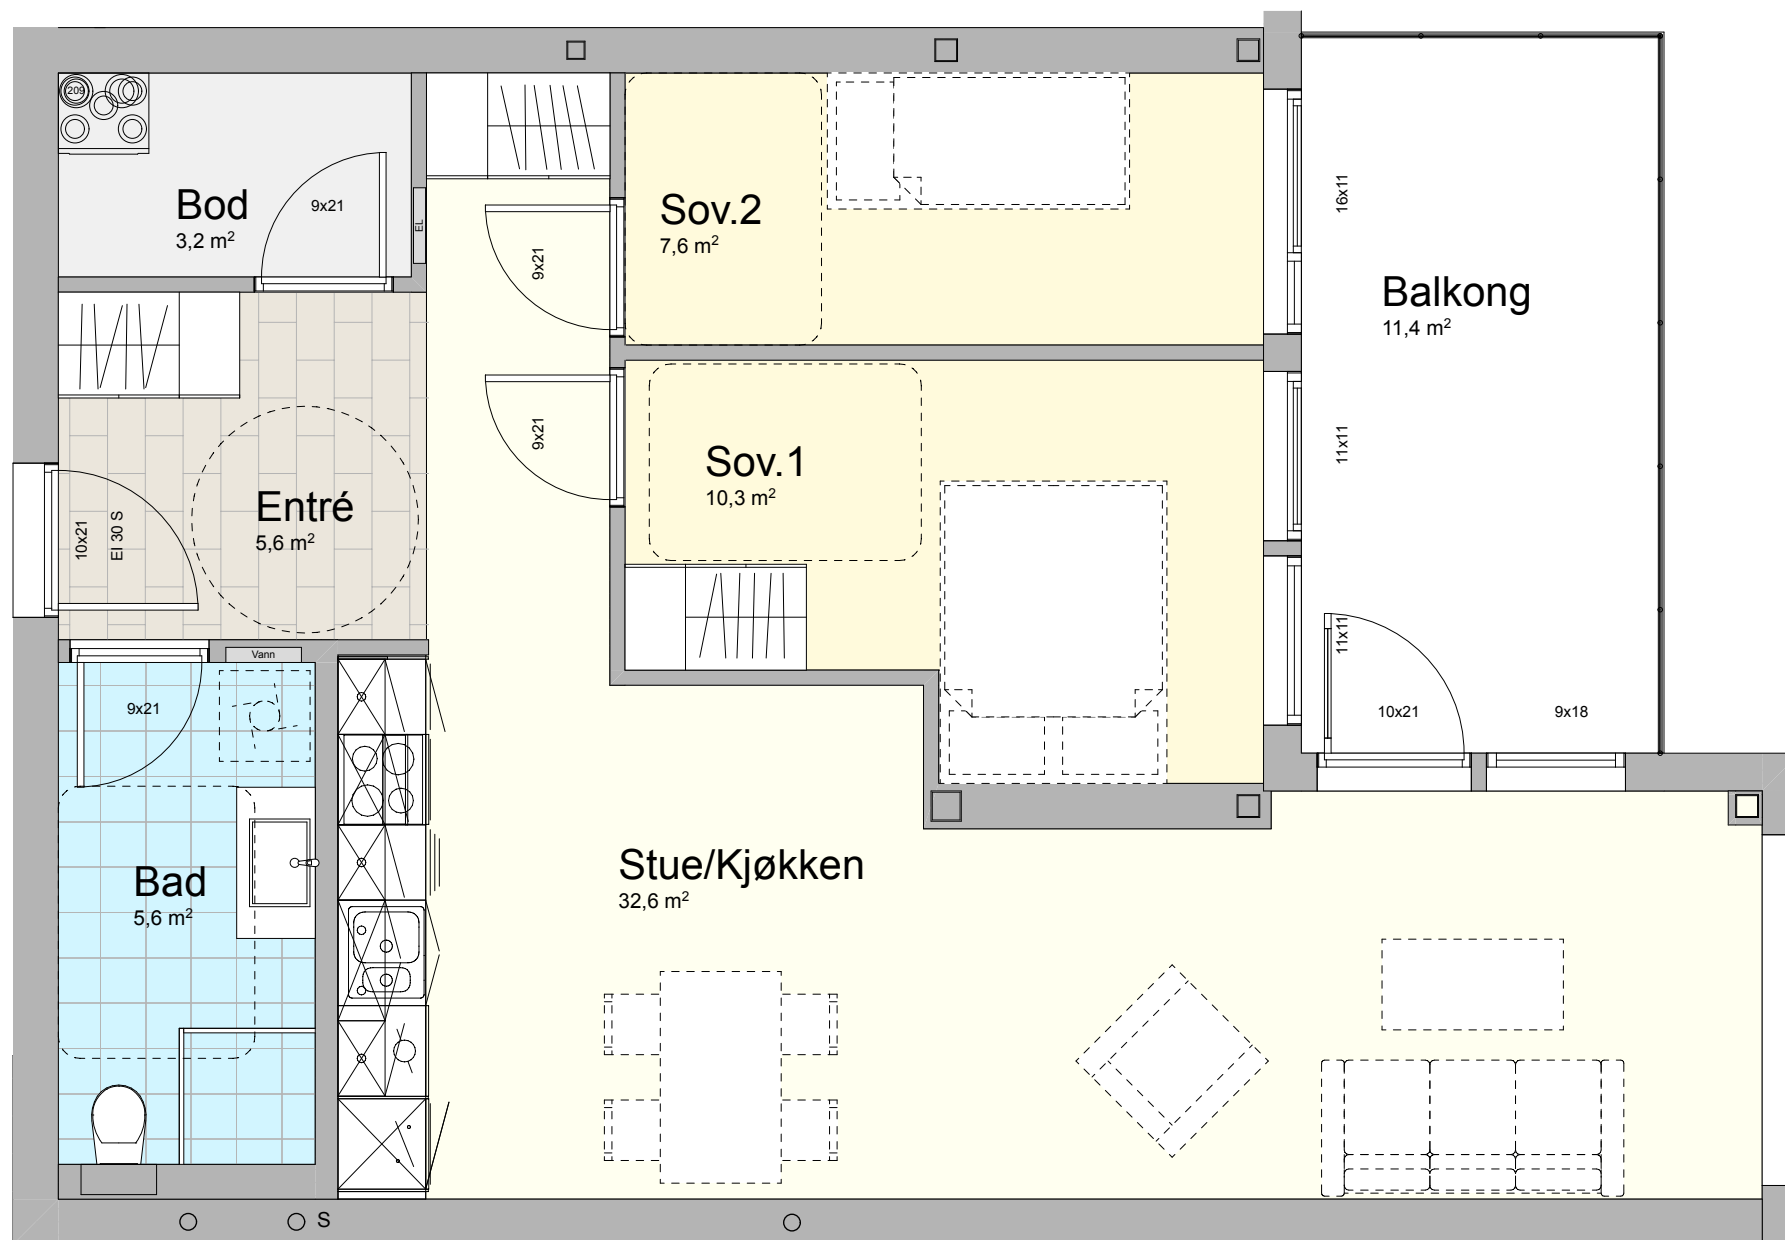 209
Bod
3,2 m²
9x21
EL
9x21
Sov.2
7,6 m²
16x11
Balkong
11,4 m²
9x21
Sov.1
10,3 m²
11x11
Entré
5,6 m²
10x21
EI 30 S
11x11
10x21
9x18
Vann
9x21
Bad
5,6 m²
Stue/Kjøkken
32,6 m²
S